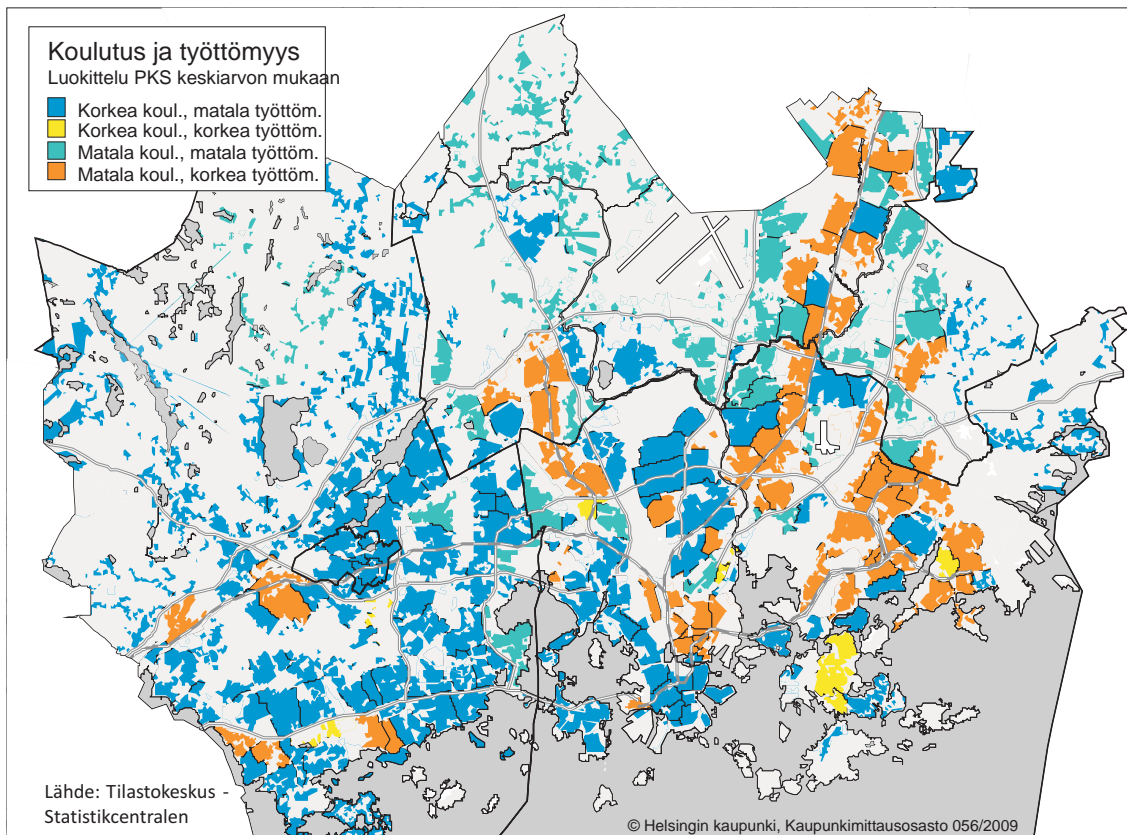 Koulutus ja työttömyys
Luokittelu PKS keskiarvon mukaan
Korkea koul., matala työttöm.
Korkea koul., korkea työttöm.
Matala koul., matala työttöm.
Matala koul., korkea työttöm.
Lähde: Tilastokeskus -
Statistikcentralen
© Helsingin kaupunki, Kaupunkimittausosasto 056/2009